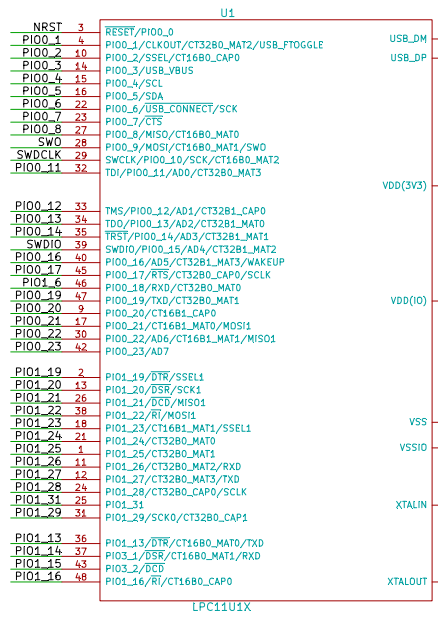 U1
NRST 3 RESET/PIO0_0
PIO0_1 4 PIO0_1/CLKOUT/CT32B0_MAT2/USB_FTOGGLE
PIO0_2 10 PIO0_2/SSEL/CT16B0_CAP0
PIO0_3 14 PIO0_3/USB_VBUS
PIO0_4 15 PIO0_4/SCL
PIO0_5 16 PIO0_5/SDA
PIO0_6 22 PIO0_6/USB_CONNECT/SCK
PIO0_7 23 PIO0_7/CTS
PIO0_8 27 PIO0_8/MISO/CT16B0_MAT0
SWO 28 PIO0_9/MOSI/CT16B0_MAT1/SWO
SWDCLK 29 SWCLK/PIO0_10/SCK/CT16B0_MAT2
PIO0_11 32 TDI/PIO0_11/AD0/CT32B0_MAT3
PIO0_12 33 TMS/PIO0_12/AD1/CT32B1_CAP0
PIO0_13 34 TDO/PIO0_13/AD2/CT32B1_MAT0
PIO0_14 35 TRST/PIO0_14/AD3/CT32B1_MAT1
SWDIO 39 SWDIO/PIO0_15/AD4/CT32B1_MAT2
PIO0_16 40 PIO0_16/AD5/CT32B1_MAT3/WAKEUP
PIO0_17 45 PIO0_17/RTS/CT32B0_CAP0/SCLK
PIO1_6 46 PIO0_18/RXD/CT32B0_MAT0
PIO0_19 47 PIO0_19/TXD/CT32B0_MAT1
PIO0_20 9 PIO0_20/CT16B1_CAP0
PIO0_21 17 PIO0_21/CT16B1_MAT0/MOSI1
PIO0_22 30 PIO0_22/AD6/CT16B1_MAT1/MISO1
PIO0_23 42 PIO0_23/AD7
PIO1_19 2 PIO1_19/DTR/SSEL1
PIO1_20 13 PIO1_20/DSR/SCK1
PIO1_21 26 PIO1_21/DCD/MISO1
PIO1_22 38 PIO1_22/RI/MOSI1
PIO1_23 18 PIO1_23/CT16B1_MAT1/SSEL1
PIO1_24 21 PIO1_24/CT32B0_MAT0
PIO1_25 1 PIO1_25/CT32B0_MAT1
PIO1_26 11 PIO1_26/CT32B0_MAT2/RXD
PIO1_27 12 PIO1_27/CT32B0_MAT3/TXD
PIO1_28 24 PIO1_28/CT32B0_CAP0/SCLK
PIO1_31 25 PIO1_31
PIO1_29 31 PIO1_29/SCK0/CT32B0_CAP1
PIO1_13 36 PIO1_13/DTR/CT16B0_MAT0/TXD
PIO1_14 37 PIO3_1/DSR/CT16B0_MAT1/RXD
PIO1_15 43 PIO3_2/DCD
PIO1_16 48 PIO1_16/RI/CT16B0_CAP0
USB_DM
USB_DP
VDD(3V3)
VDD(IO)
VSS
VSSIO
XTALIN
XTALOUT
LPC11U1X